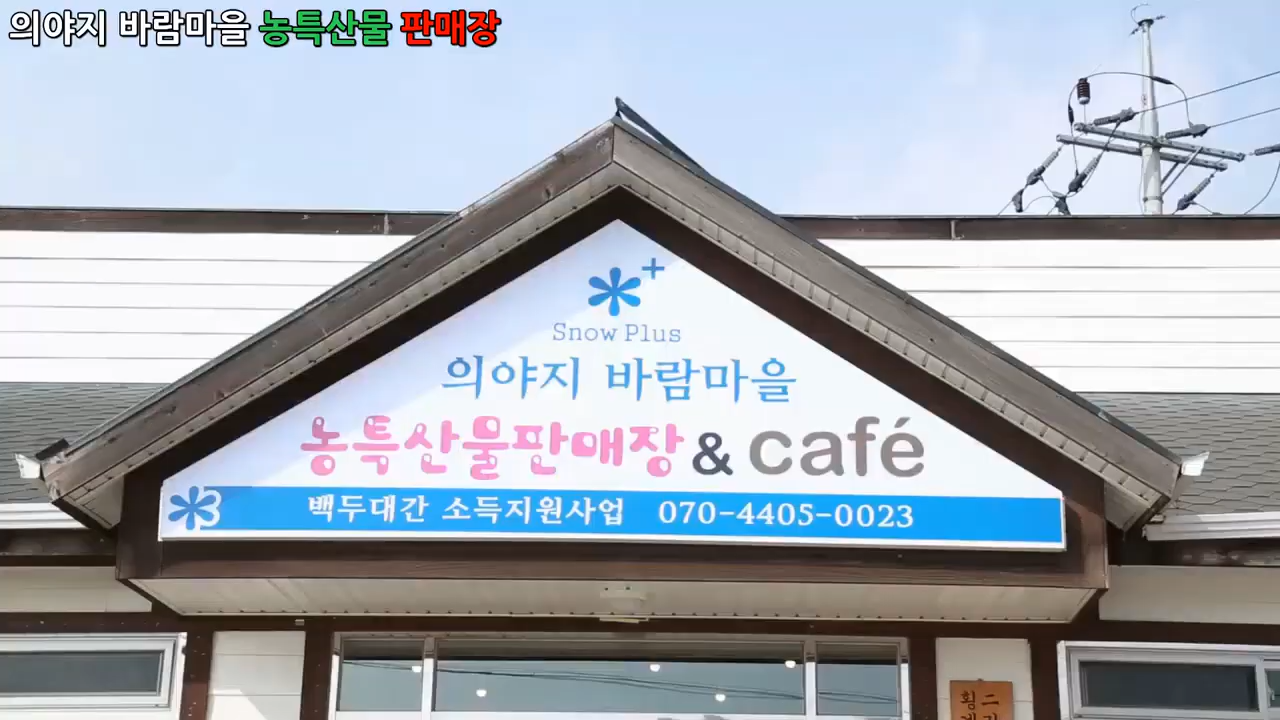 의야지 바람마을 농특산물 판매장
Snow Plus
의야지 바람마을
농특산물판매장 & café
백두대간 소득지원사업 070-4405-0023